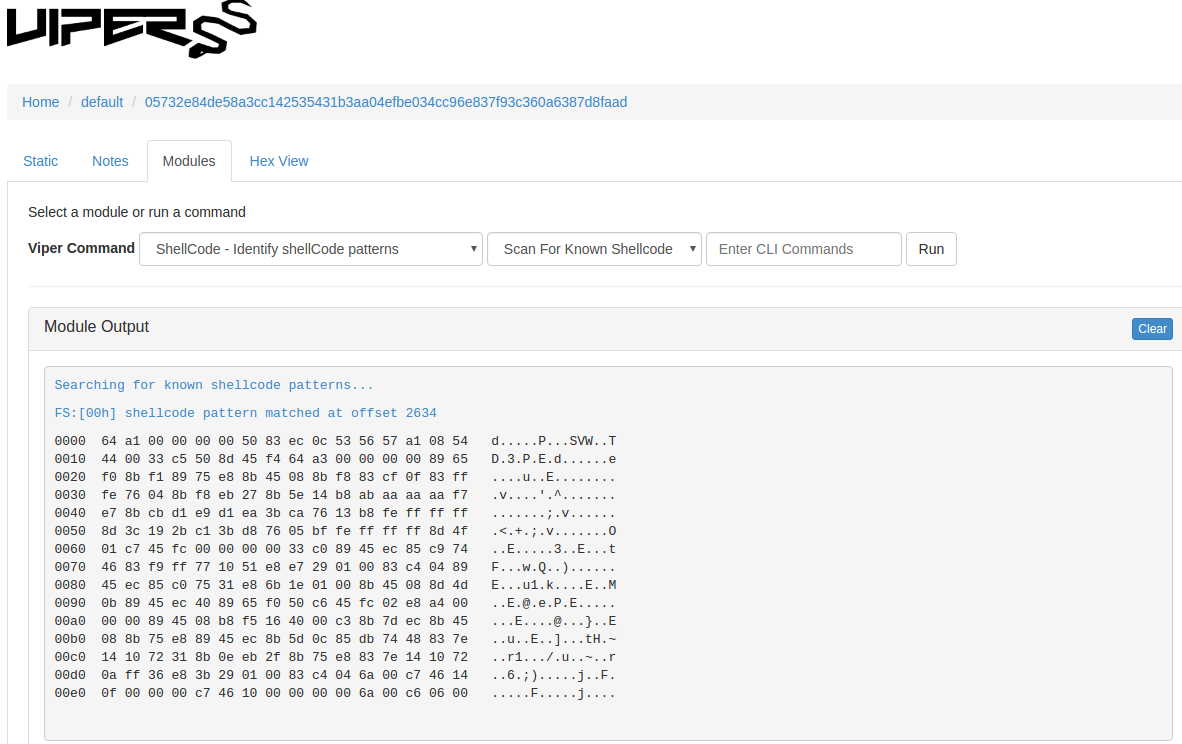 VIPER
Home / default / 05732e84de58a3cc142535431b3aa04efbe034cc96e837f93c360a6387d8faad
Static Notes Modules Hex View
Select a module or run a command
Viper Command ShellCode - Identify shellCode patterns Scan For Known Shellcode Enter CLI Commands Run
Module Output Clear
Searching for known shellcode patterns...
FS:[00h] shellcode pattern matched at offset 2634
0000 64 a1 00 00 00 00 50 83 ec 0c 53 56 57 a1 08 54 d.....P...SVW..T
0010 44 00 33 c5 50 8d 45 f4 64 a3 00 00 00 00 89 65 D.3.P.E.d......e
0020 f0 8b f1 89 75 e8 8b 45 08 8b f8 83 cf 0f 83 ff ....u..E........
0030 fe 76 04 8b f8 eb 27 8b 5e 14 b8 ab aa aa aa f7 .v....'.^.......
0040 e7 8b cb d1 e9 d1 ea 3b ca 76 13 b8 fe ff ff ff .......;.v......
0050 8d 3c 19 2b c1 3b d8 76 05 bf fe ff ff ff 8d 4f .<.+.;.v.......O
0060 01 c7 45 fc 00 00 00 00 33 c0 89 45 ec 85 c9 74 ..E.....3..E...t
0070 46 83 f9 ff 77 10 51 e8 e7 29 01 00 83 c4 04 89 F...w.Q..)......
0080 45 ec 85 c0 75 31 e8 6b 1e 01 00 8b 45 08 8d 4d E...u1.k....E..M
0090 0b 89 45 ec 40 89 65 f0 50 c6 45 fc 02 e8 a4 00 ..E.@.e.P.E.....
00a0 00 00 89 45 08 b8 f5 16 40 00 c3 8b 7d ec 8b 45 ...E....@...}..E
00b0 08 8b 75 e8 89 45 ec 8b 5d 0c 85 db 74 48 83 7e ..u..E..]...tH.~
00c0 14 10 72 31 8b 0e eb 2f 8b 75 e8 83 7e 14 10 72 ..r1.../.u..~..r
00d0 0a ff 36 e8 3b 29 01 00 83 c4 04 6a 00 c7 46 14 ..6.;).....j..F.
00e0 0f 00 00 00 c7 46 10 00 00 00 00 6a 00 c6 06 00 .....F.....j....